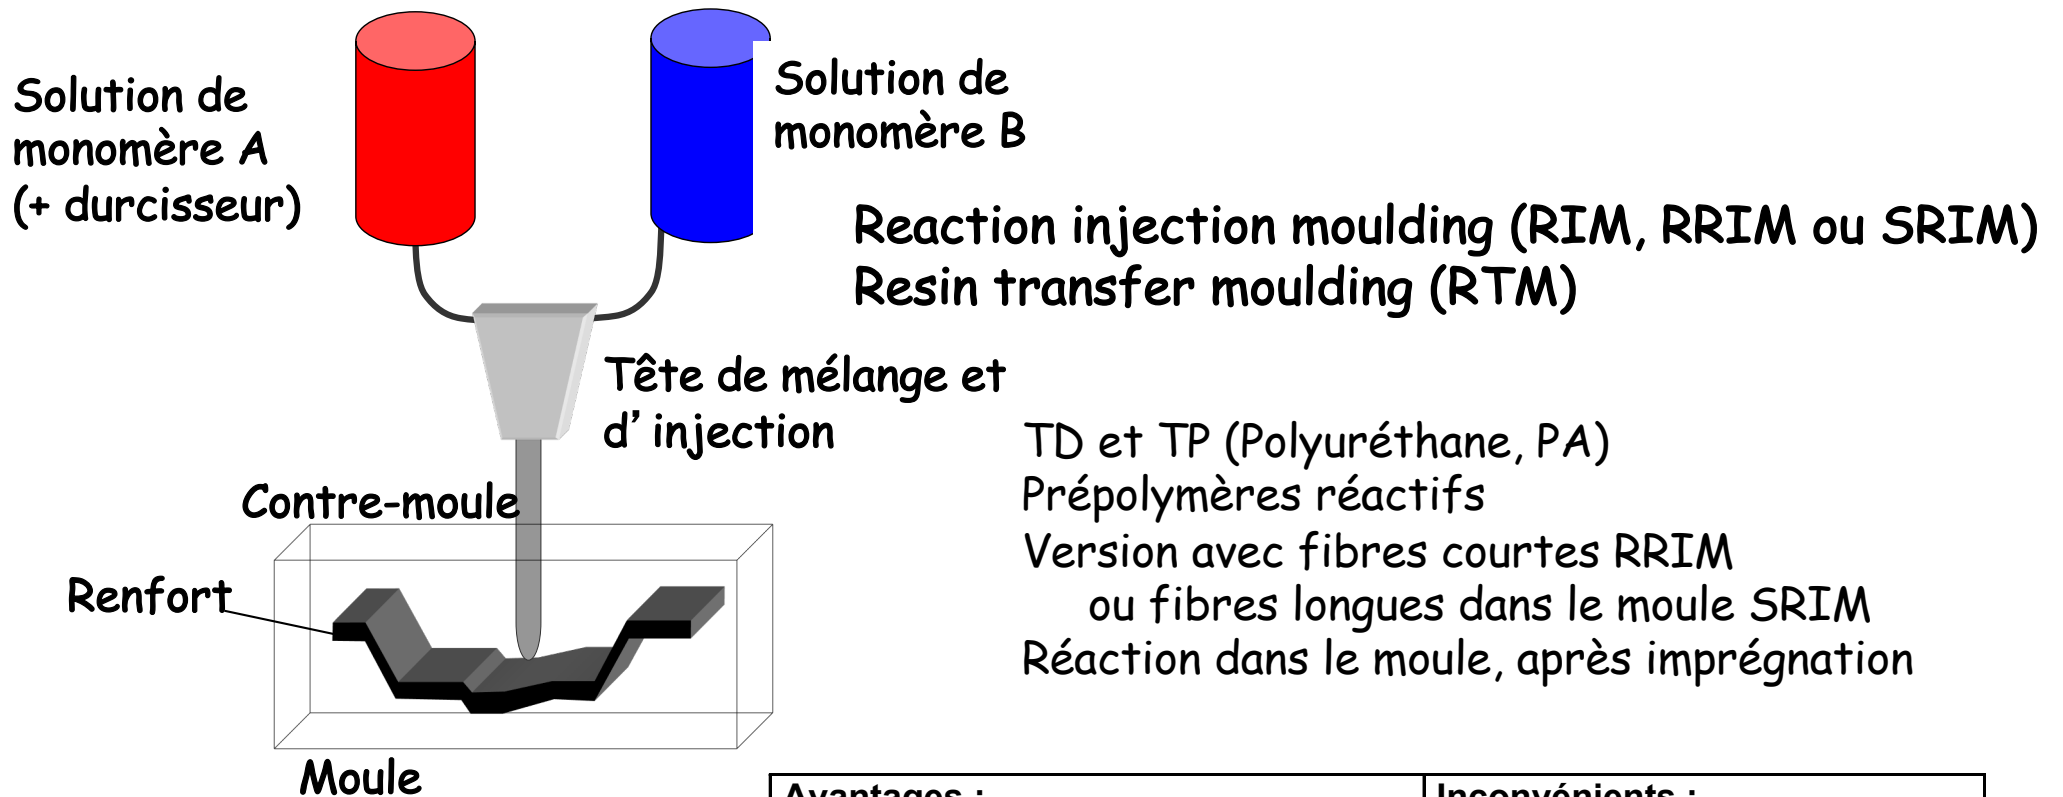 Solution de
monomère A
(+ durcisseur)
Solution de
monomère B
Reaction injection moulding (RIM, RRIM ou SRIM)
Resin transfer moulding (RTM)
Tête de mélange et
d’ injection
TD et TP (Polyuréthane, PA)
Prépolymères réactifs
Version avec fibres courtes RRIM
ou fibres longues dans le moule SRIM
Réaction dans le moule, après imprégnation
Contre-moule
Renfort
Moule
Avantages :
Inconvénients :